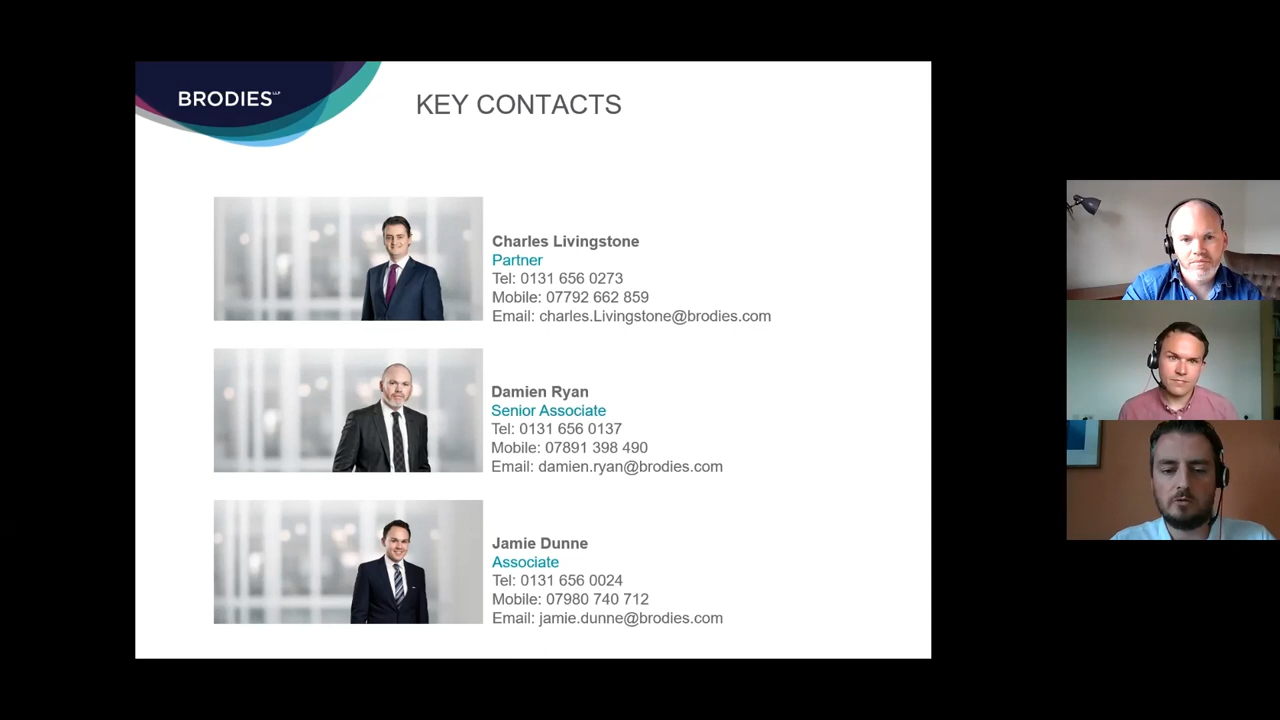 BRODIES LLP
KEY CONTACTS
Charles Livingstone
Partner
Tel: 0131 656 0273
Mobile: 07792 662 859
Email: charles.Livingstone@brodies.com
Damien Ryan
Senior Associate
Tel: 0131 656 0137
Mobile: 07891 398 490
Email: damien.ryan@brodies.com
Jamie Dunne
Associate
Tel: 0131 656 0024
Mobile: 07980 740 712
Email: jamie.dunne@brodies.com